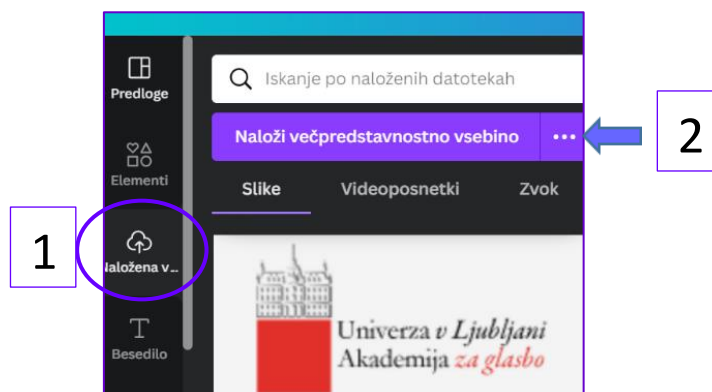 Predloge
Elementi
Naložena v...
Besedilo
Iskanje po naloženih datotekah
Naloži večpredstavnostno vsebino ...
Slike Videoposnetki Zvok
Univerza v Ljubljani
Akademija za glasbo
1
2